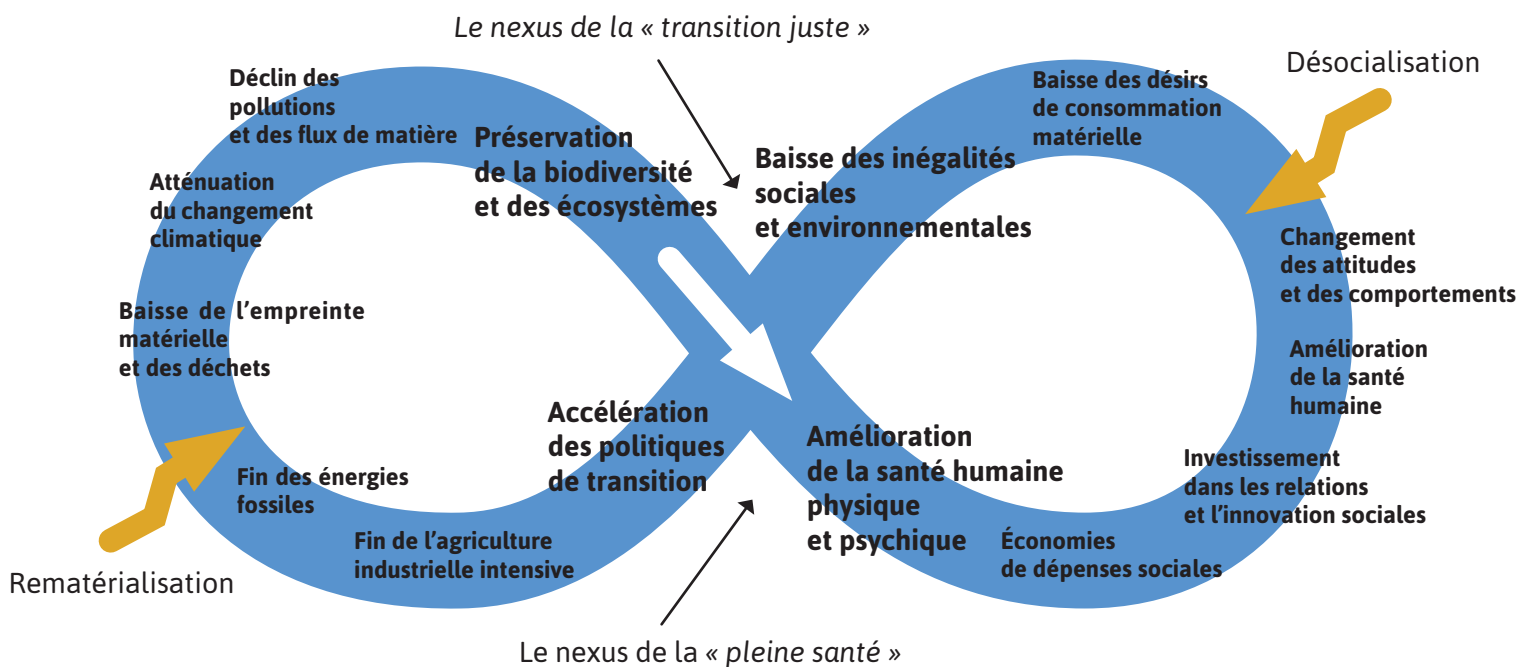 Le nexus de la « transition juste »
Désocialisation
Déclin des
pollutions
et des flux de matière
Préservation
de la biodiversité
et des écosystèmes
Baisse des inégalités
sociales
et environnementales
Baisse des désirs
de consommation
matérielle
Atténuation
du changement
climatique
Changement
des attitudes
et des comportements
Baisse de l’empreinte
matérielle
et des déchets
Amélioration
de la santé
humaine
Accélération
des politiques
de transition
Amélioration
de la santé humaine
physique
et psychique
Investissement
dans les relations
et l’innovation sociales
Fin des énergies
fossiles
Fin de l’agriculture
industrielle intensive
Économies
de dépenses sociales
Rematérialisation
Le nexus de la « pleine santé »